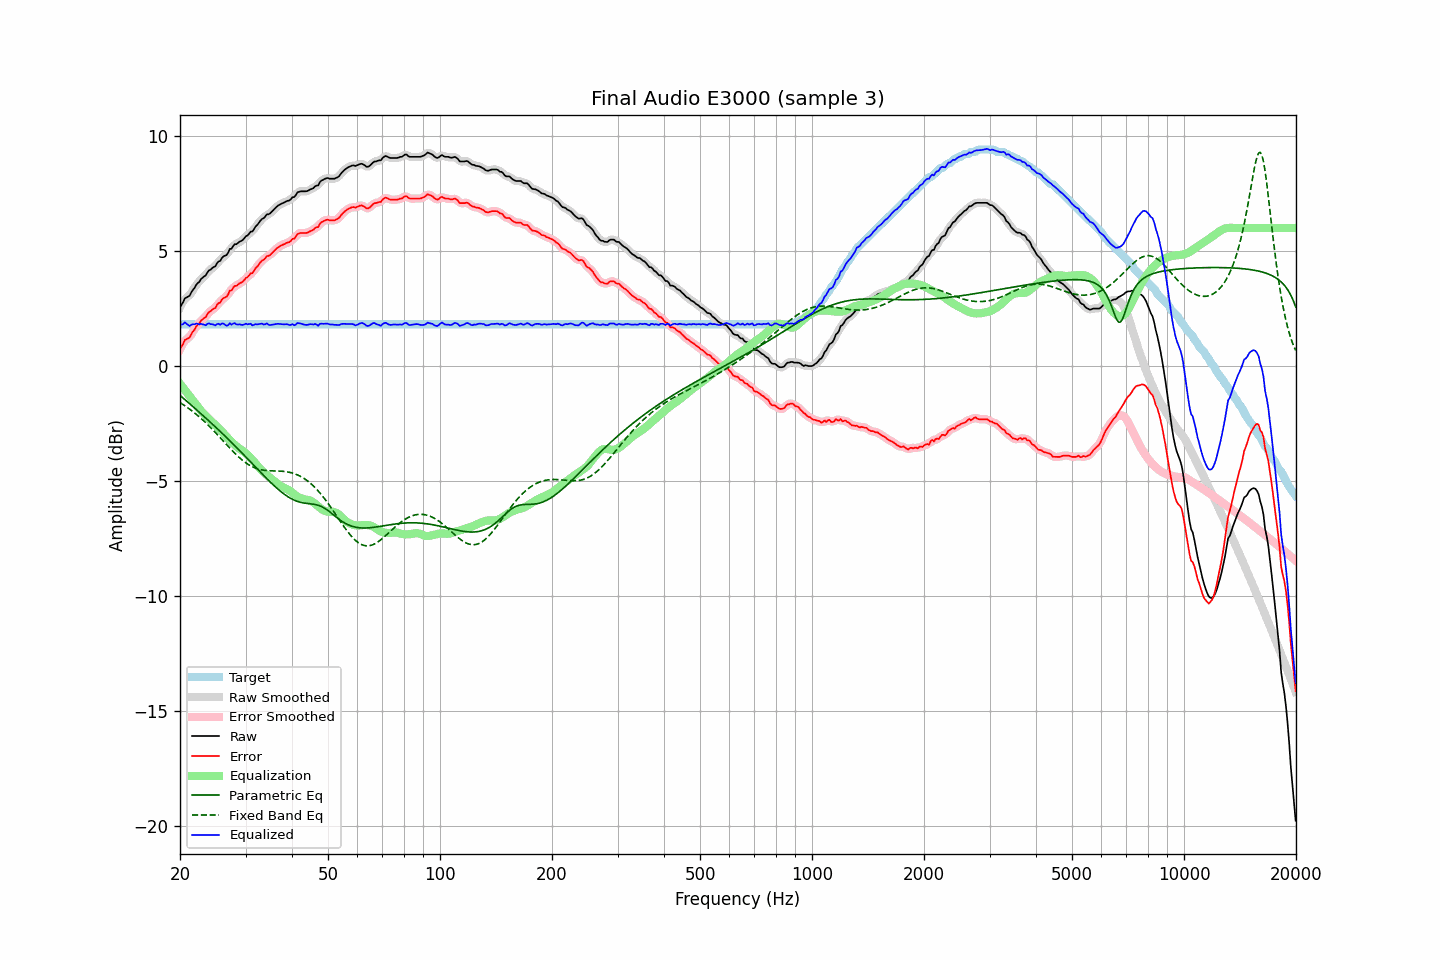 Final Audio E3000 (sample 3)
Amplitude (dBr)
10
5
0
−5
−10
−15
−20
Target
Raw Smoothed
Error Smoothed
Raw
Error
Equalization
Parametric Eq
Fixed Band Eq
Equalized
20 50 100 200 500 1000 2000 5000 10000 20000
Frequency (Hz)